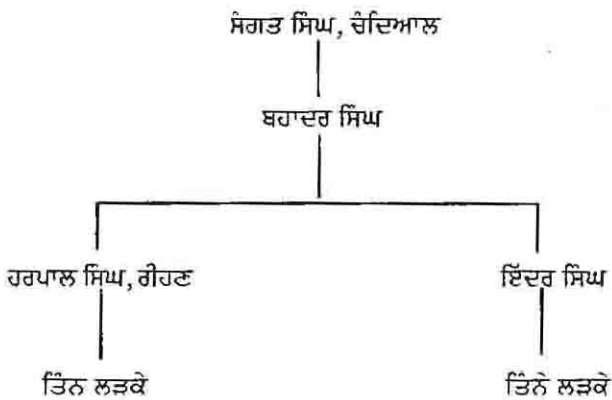 ਸੰਗਤ ਸਿੰਘ, ਚੰਦਿਆਲ
ਬਹਾਦਰ ਸਿੰਘ
ਹਰਪਾਲ ਸਿੰਘ, ਰੀਹਣ ਇੰਦਰ ਸਿੰਘ
ਤਿੰਨ ਲੜਕੇ ਤਿੰਨੇ ਲੜਕੇ